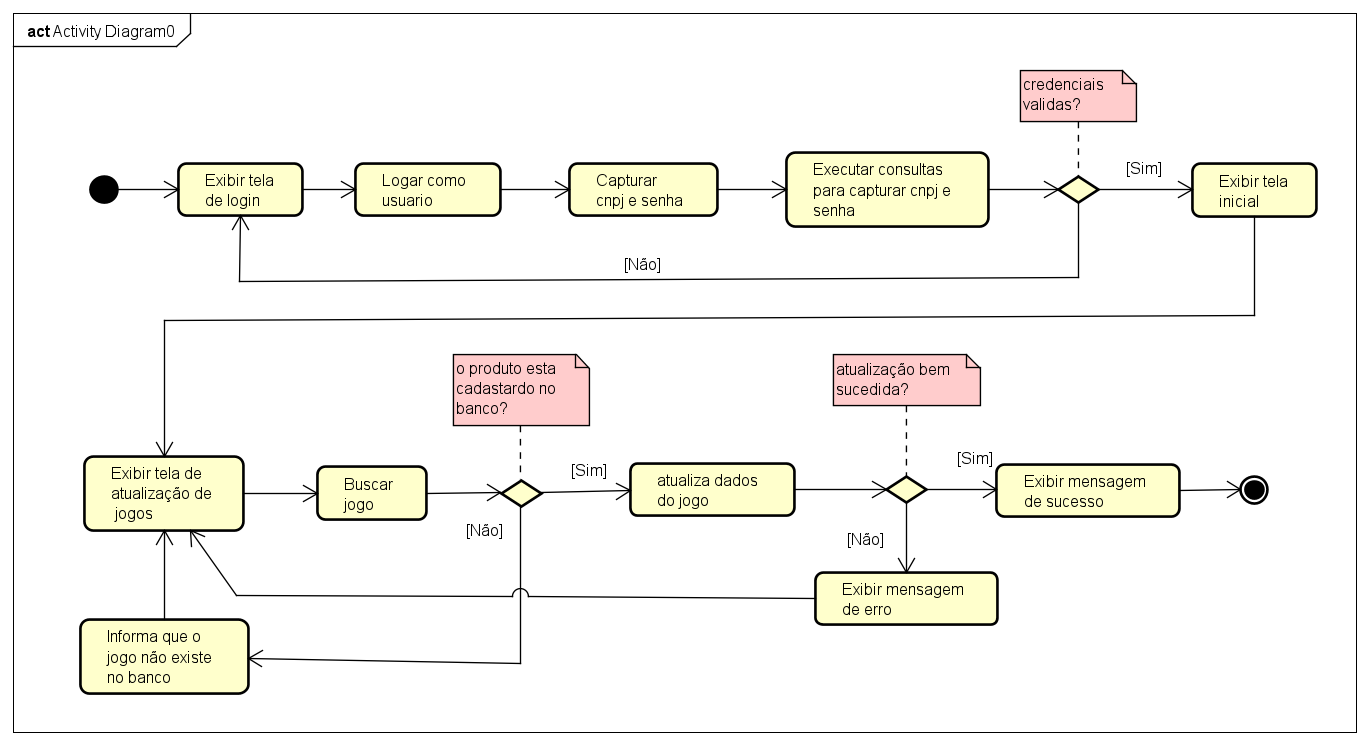 act Activity Diagram0
credenciais
validas?
Exibir tela
de login
Logar como
usuario
Capturar
cnpj e senha
Executar consultas
para capturar cnpj e
senha
[Sim]
Exibir tela
inicial
[Não]
o produto esta
cadastardo no
banco?
atualização bem
sucedida?
Exibir tela de
atualização de
jogos
Buscar
jogo
[Sim]
[Não]
atualiza dados
do jogo
[Sim]
[Não]
Exibir mensagem
de sucesso
Exibir mensagem
de erro
Informa que o
jogo não existe
no banco